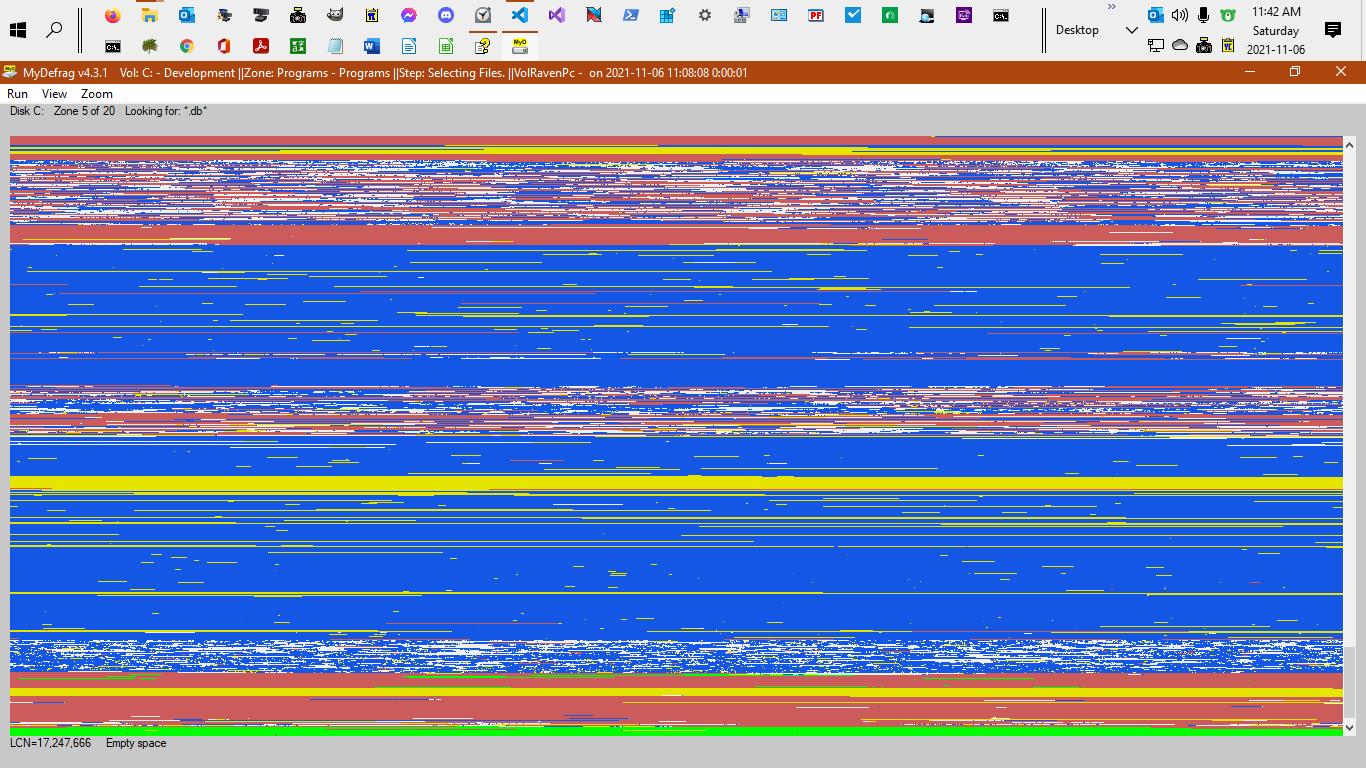 11:42 AM
Desktop
Saturday
2021-11-06
MyDefrag v4.3.1 Vol: C: - Development ||Zone: Programs - Programs ||Step: Selecting Files. ||VolRavenPc - on 2021-11-06 11:08:08 0:00:01
Run View Zoom
Disk C: Zone 5 of 20 Looking for: *.db*
LCN=17,247,666 Empty space